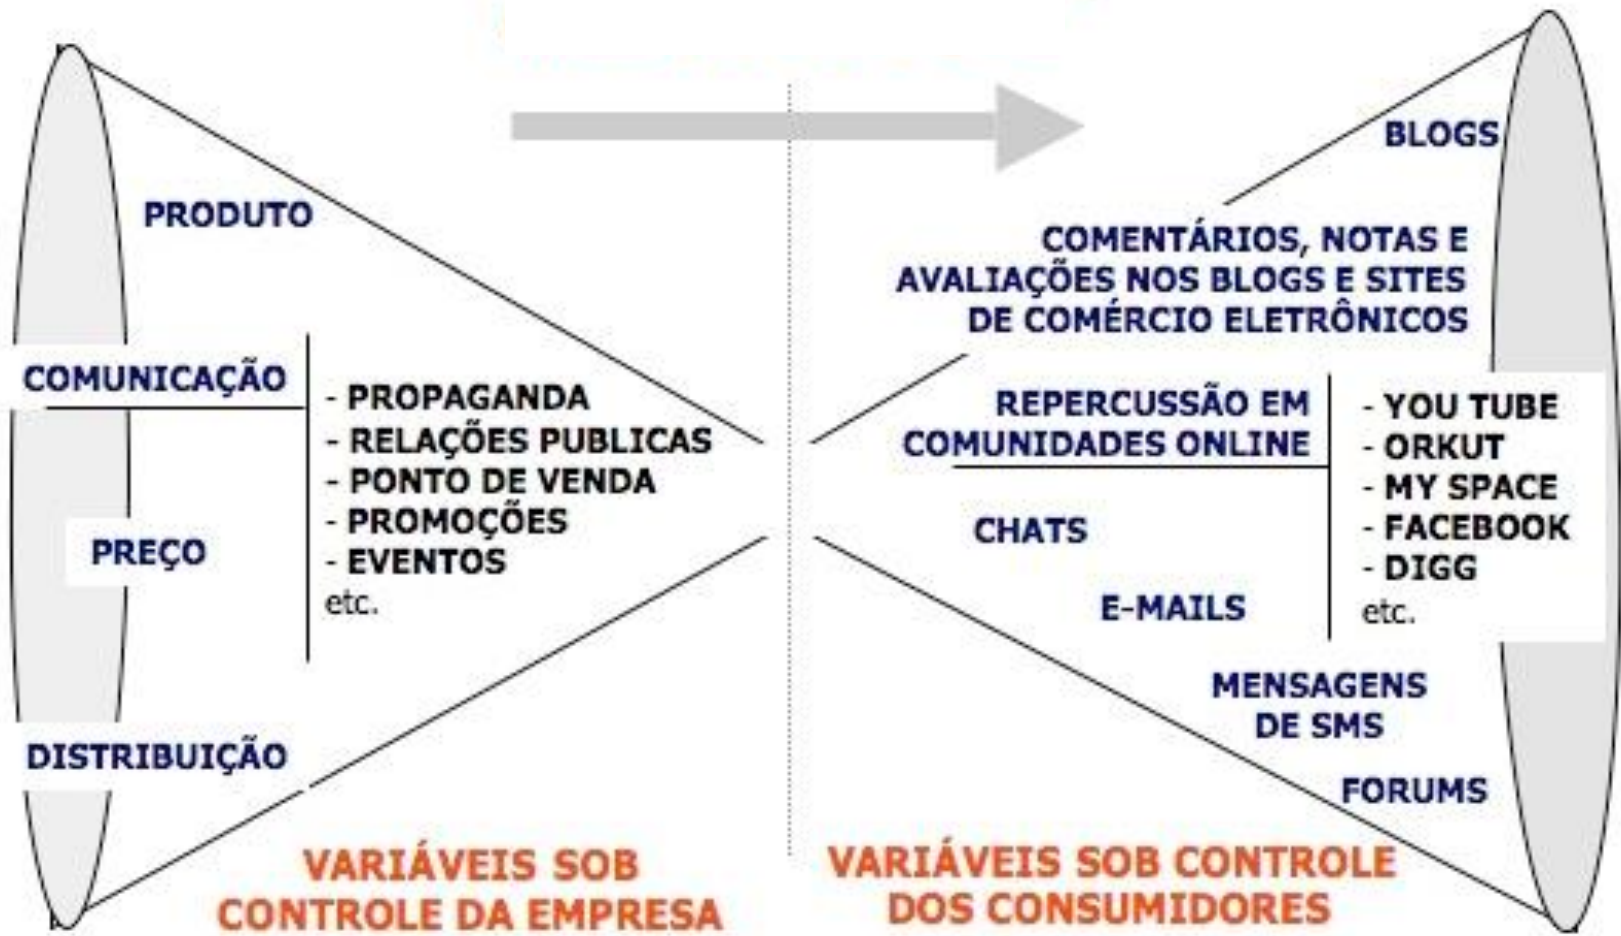 PRODUTO
COMUNICAÇÃO
- PROPAGANDA
- RELAÇÕES PUBLICAS
- PONTO DE VENDA
- PROMOÇÕES
- EVENTOS
etc.
PREÇO
DISTRIBUIÇÃO
VARIÁVEIS SOB
CONTROLE DA EMPRESA
BLOGS
COMENTÁRIOS, NOTAS E
AVALIAÇÕES NOS BLOGS E SITES
DE COMÉRCIO ELETRÔNICOS
REPERCUSSÃO EM
COMUNIDADES ONLINE
- YOU TUBE
- ORKUT
- MY SPACE
- FACEBOOK
- DIGG
etc.
CHATS
E-MAILS
MENSAGENS
DE SMS
FORUMS
VARIÁVEIS SOB CONTROLE
DOS CONSUMIDORES